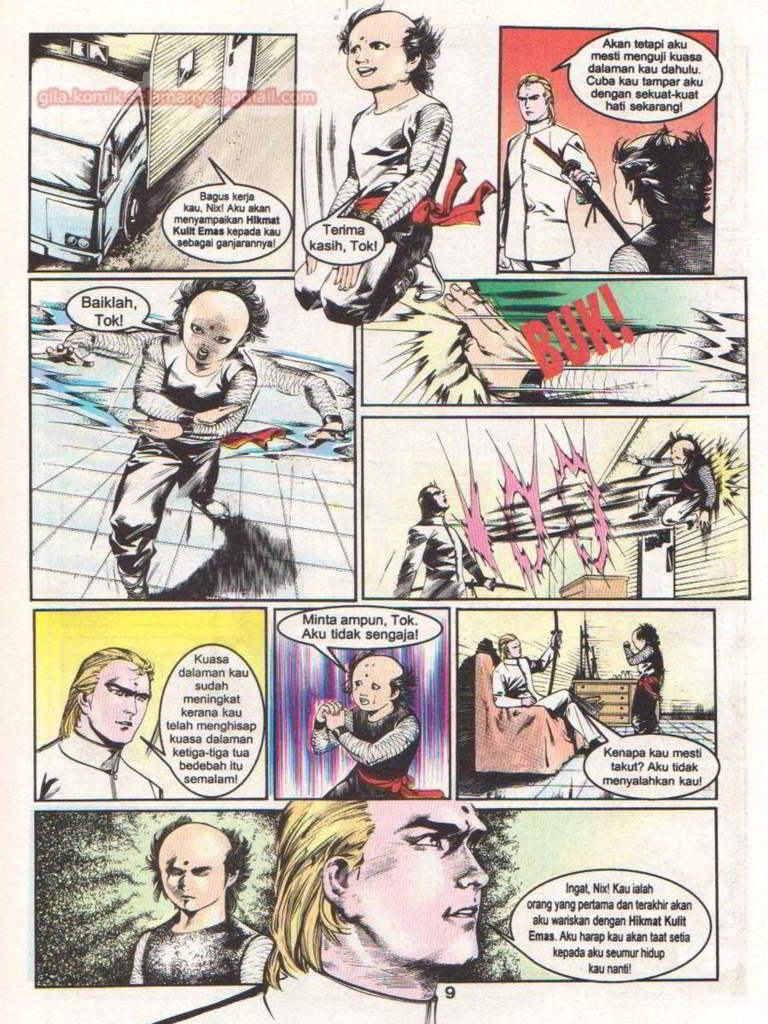 gila.komik-selamanya@gmail.com
Bagus kerja
kau, Nix! Aku akan
menyampaikan Hikmat
Kulit Emas kepada kau
sebagai ganjarannya!
Terima
kasih, Tok!
Akan tetapi aku
mesti menguji kuasa
dalaman kau dahulu.
Cuba kau tampar aku
dengan sekuat-kuat
hati sekarang!
Baiklah,
Tok!
BUK!
Kuasa
dalaman kau
sudah
meningkat
kerana kau
telah menghisap
kuasa dalaman
ketiga-tiga tua
bedebah itu
semalam!
Minta ampun, Tok.
Aku tidak sengaja!
Kenapa kau mesti
takut? Aku tidak
menyalahkan kau!
Ingat, Nix! Kau ialah
orang yang pertama dan terakhir akan
aku wariskan dengan Hikmat Kulit
Emas. Aku harap kau akan taat setia
kepada aku seumur hidup
kau nanti!
9